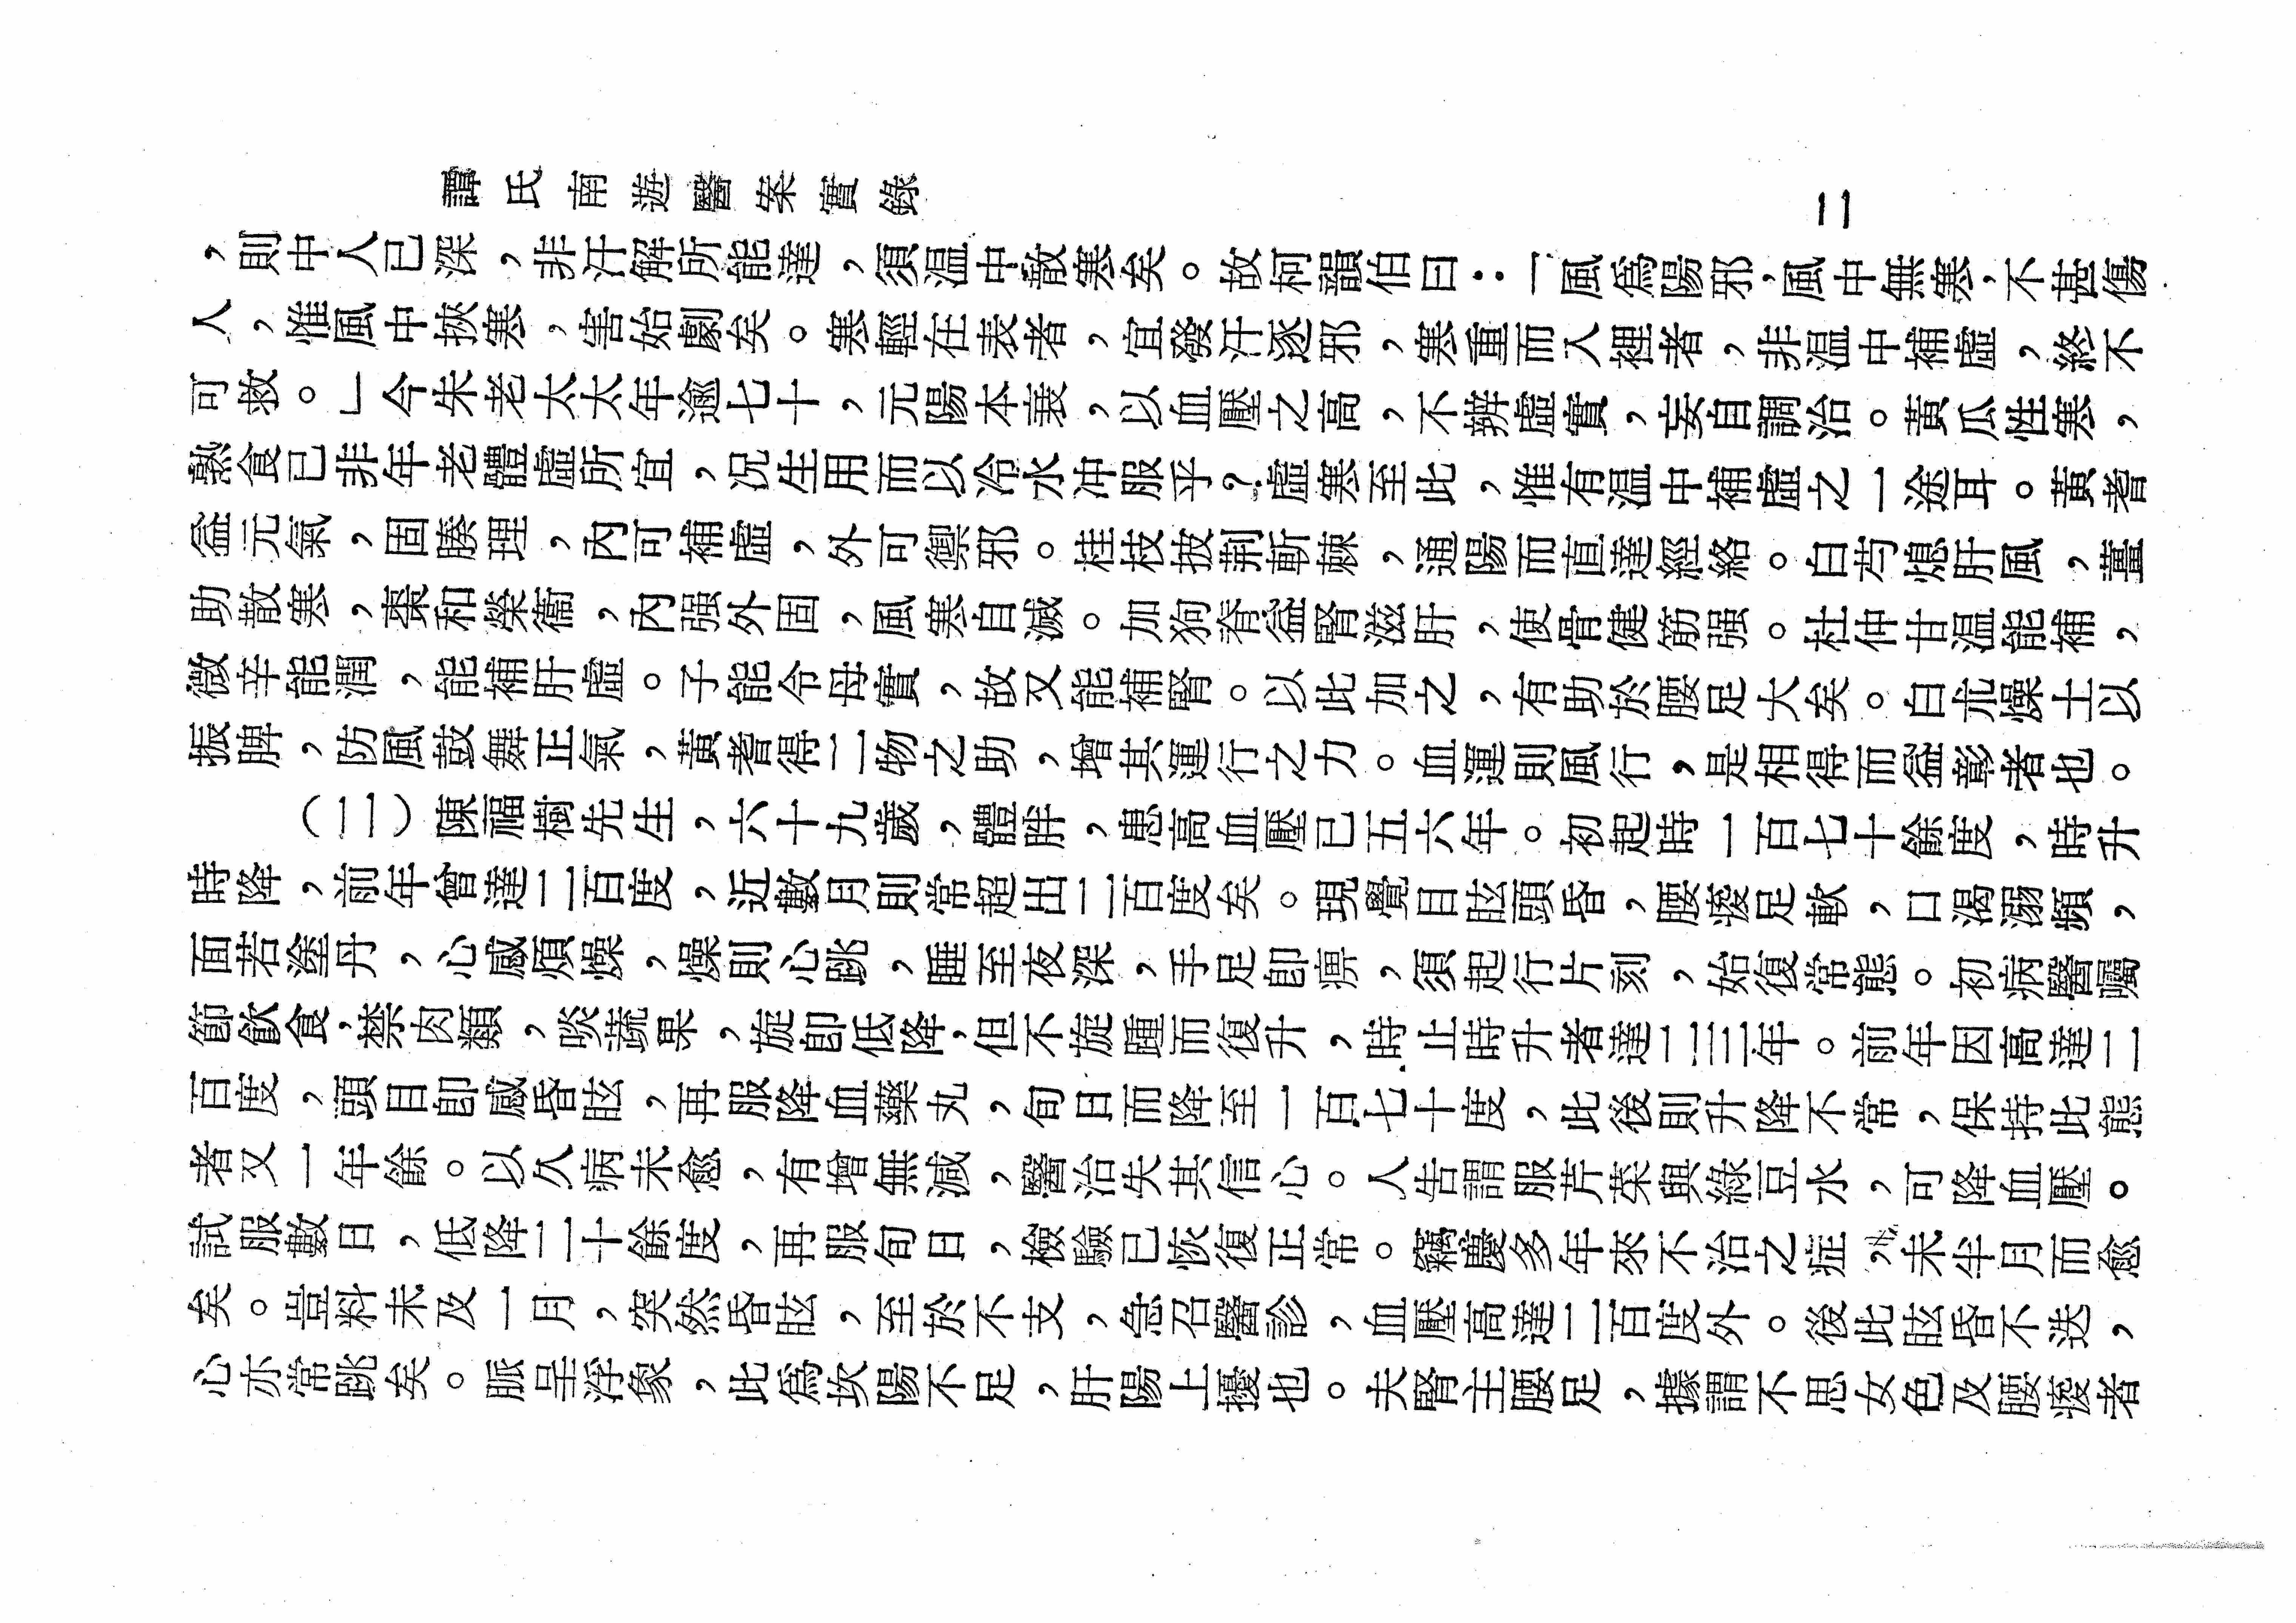 譚氏南遊醫案實錄
二
，則中人已深，非汗解所能達，須温中散寒矣。故柯韻伯曰：「風爲陽邪，風中無寒，不甚傷
人，惟風中挾寒，害始劇矣。寒輕在表者，宜發汗逐邪，寒重而入裡者，非温中補虛，終不
可救。」今朱老太太年逾七十，元陽本衰，以血壓之高，不辨虛實，妄自調治。黃瓜性寒，
熟食已非年老體虛所宜，况生用而以冷水冲服乎？虛寒至此，惟有温中補虛之一途耳。黃耆
益元氣，固腠理，內可補虛，外可禦邪。桂枝披荆斬棘，通陽而直達經絡。白芍熄肝風，薑
助散寒，棗和榮衞，內强外固，風寒自滅。加狗脊益腎滋肝，使骨健筋强。杜仲甘温能補，
微辛能潤，能補肝虛。子能令母實，故又能補腎。以此加之，有助於腰足大矣。白朮燥土以
振脾，防風鼓舞正氣，黃耆得二物之助，增其運行之力。血運則風行，是相得而益彰者也。
（二）陳福樹先生，六十九歲，體胖，患高血壓已五六年。初起時一百七十餘度，時升
時降，前年曾達二百度，近數月則常超出二百度矣。現覺目眩頭昏，腰痠足軟，口渴溺頻，
面若塗丹，心感煩燥，燥則心跳，睡至夜深，手足卽痹，須起行片刻，始復常態。初病醫囑
節飮食，禁肉類，啖蔬果，旋卽低降，但不旋踵而復升，時止時升者達二三年。前年因高達二
百度，頭目卽感昏眩，再服降血藥丸，旬日而降至一百七十度，此後則升降不常，保持此態
者又一年餘。以久病未愈，有增無減，醫治失其信心。人告謂服芹菜與綠豆水，可降血壓。
試服數日，低降二十餘度，再服旬日，檢驗已恢復正常。竊慶多年來不治之症，未半月而愈
矣。豈料未及一月，突然昏眩，至於不支，急召醫診，血壓高達二百度外。後此眩昏不迭，
心亦常跳矣。脈呈浮象，此爲坎陽不足，肝陽上擾也。夫腎主腰足，據謂不思女色及腰痠者